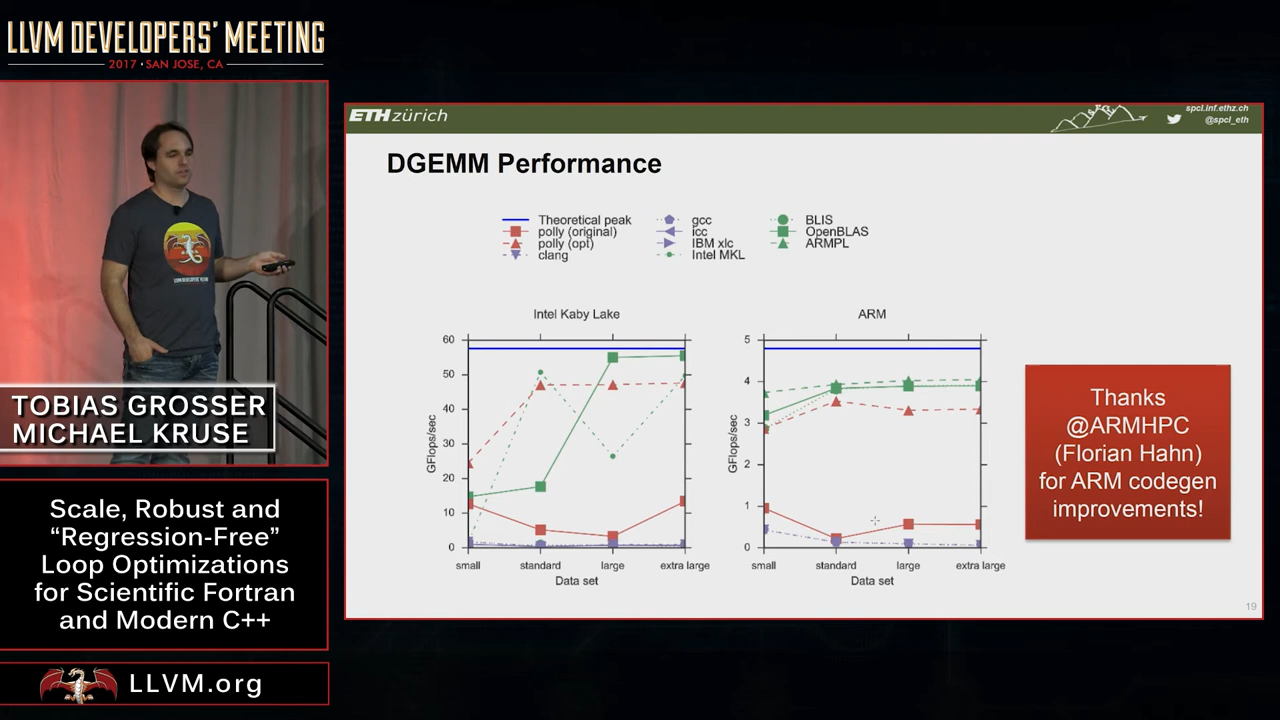 LLVM DEVELOPERS' MEETING
2017 · SAN JOSE, CA
TOBIAS GROSSER
MICHAEL KRUSE
Scale, Robust and
“Regression-Free”
Loop Optimizations
for Scientific Fortran
and Modern C++
LLVM.org
ETH zürich
spcl.inf.ethz.ch
@spcl_eth
DGEMM Performance
Theoretical peak
polly (original)
polly (opt)
clang
gcc
icc
IBM xlc
Intel MKL
BLIS
OpenBLAS
ARMPL
Intel Kaby Lake
60
50
40
30
20
10
0
GFlops/sec
small standard large extra large
Data set
ARM
5
4
3
2
1
0
GFlops/sec
small standard large extra large
Data set
Thanks
@ARMHPC
(Florian Hahn)
for ARM codegen
improvements!
19